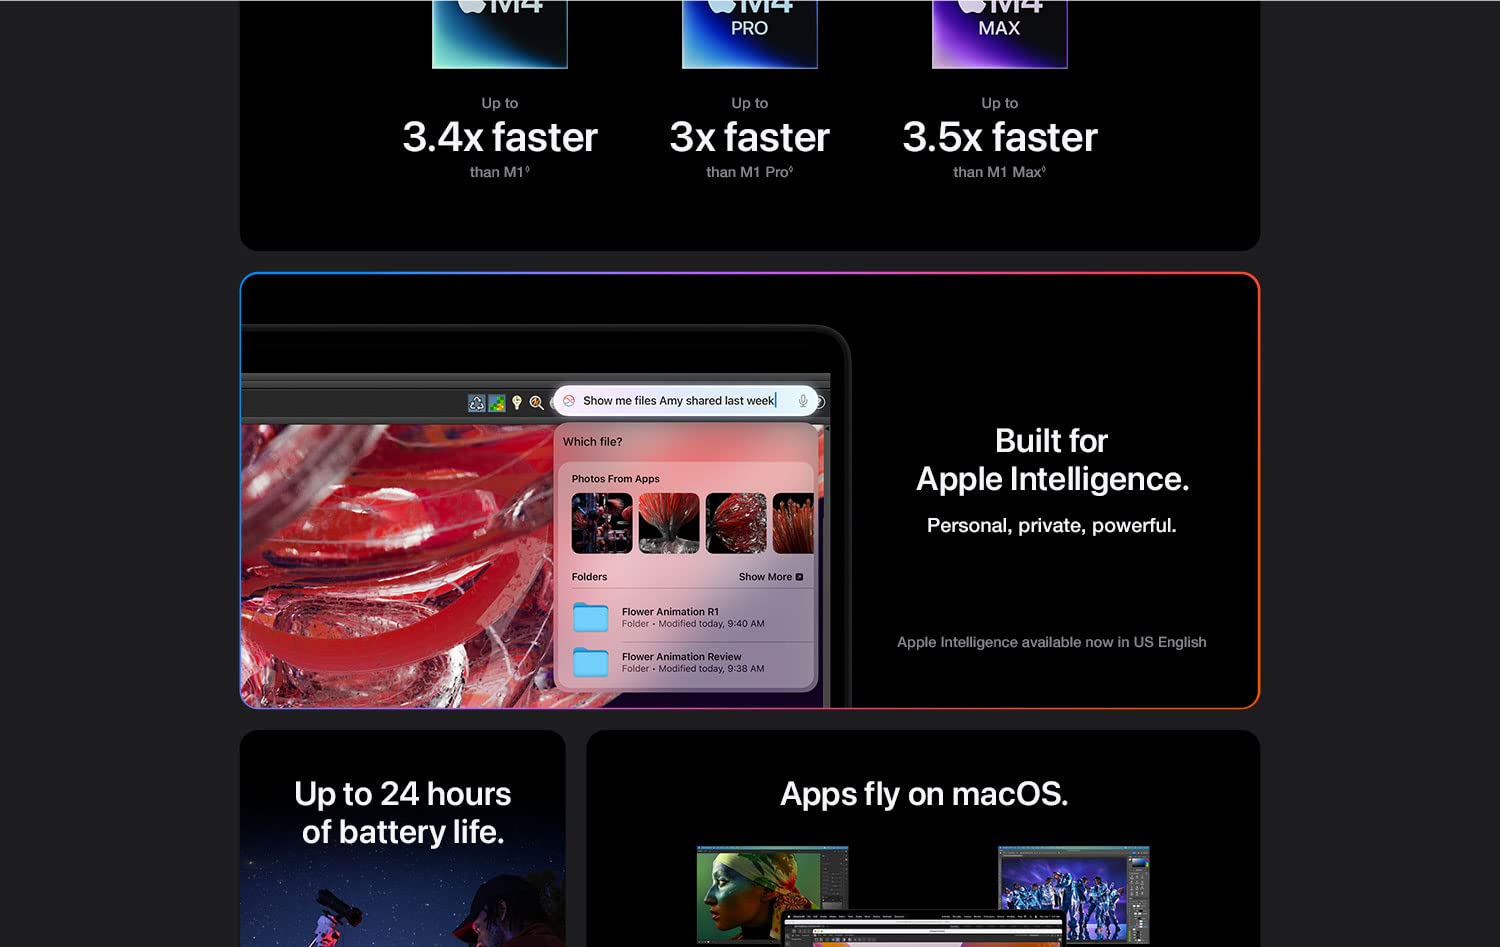 M4
M4
PRO
M4
MAX
Up to
3.4x faster
than M1◊
Up to
3x faster
than M1 Pro◊
Up to
3.5x faster
than M1 Max◊
Show me files Amy shared last week
Which file?
Photos From Apps
Folders
Show More
Flower Animation R1
Folder • Modified today, 9:40 AM
Flower Animation Review
Folder • Modified today, 9:38 AM
Built for
Apple Intelligence.
Personal, private, powerful.
Apple Intelligence available now in US English
Up to 24 hours
of battery life.
Apps fly on macOS.